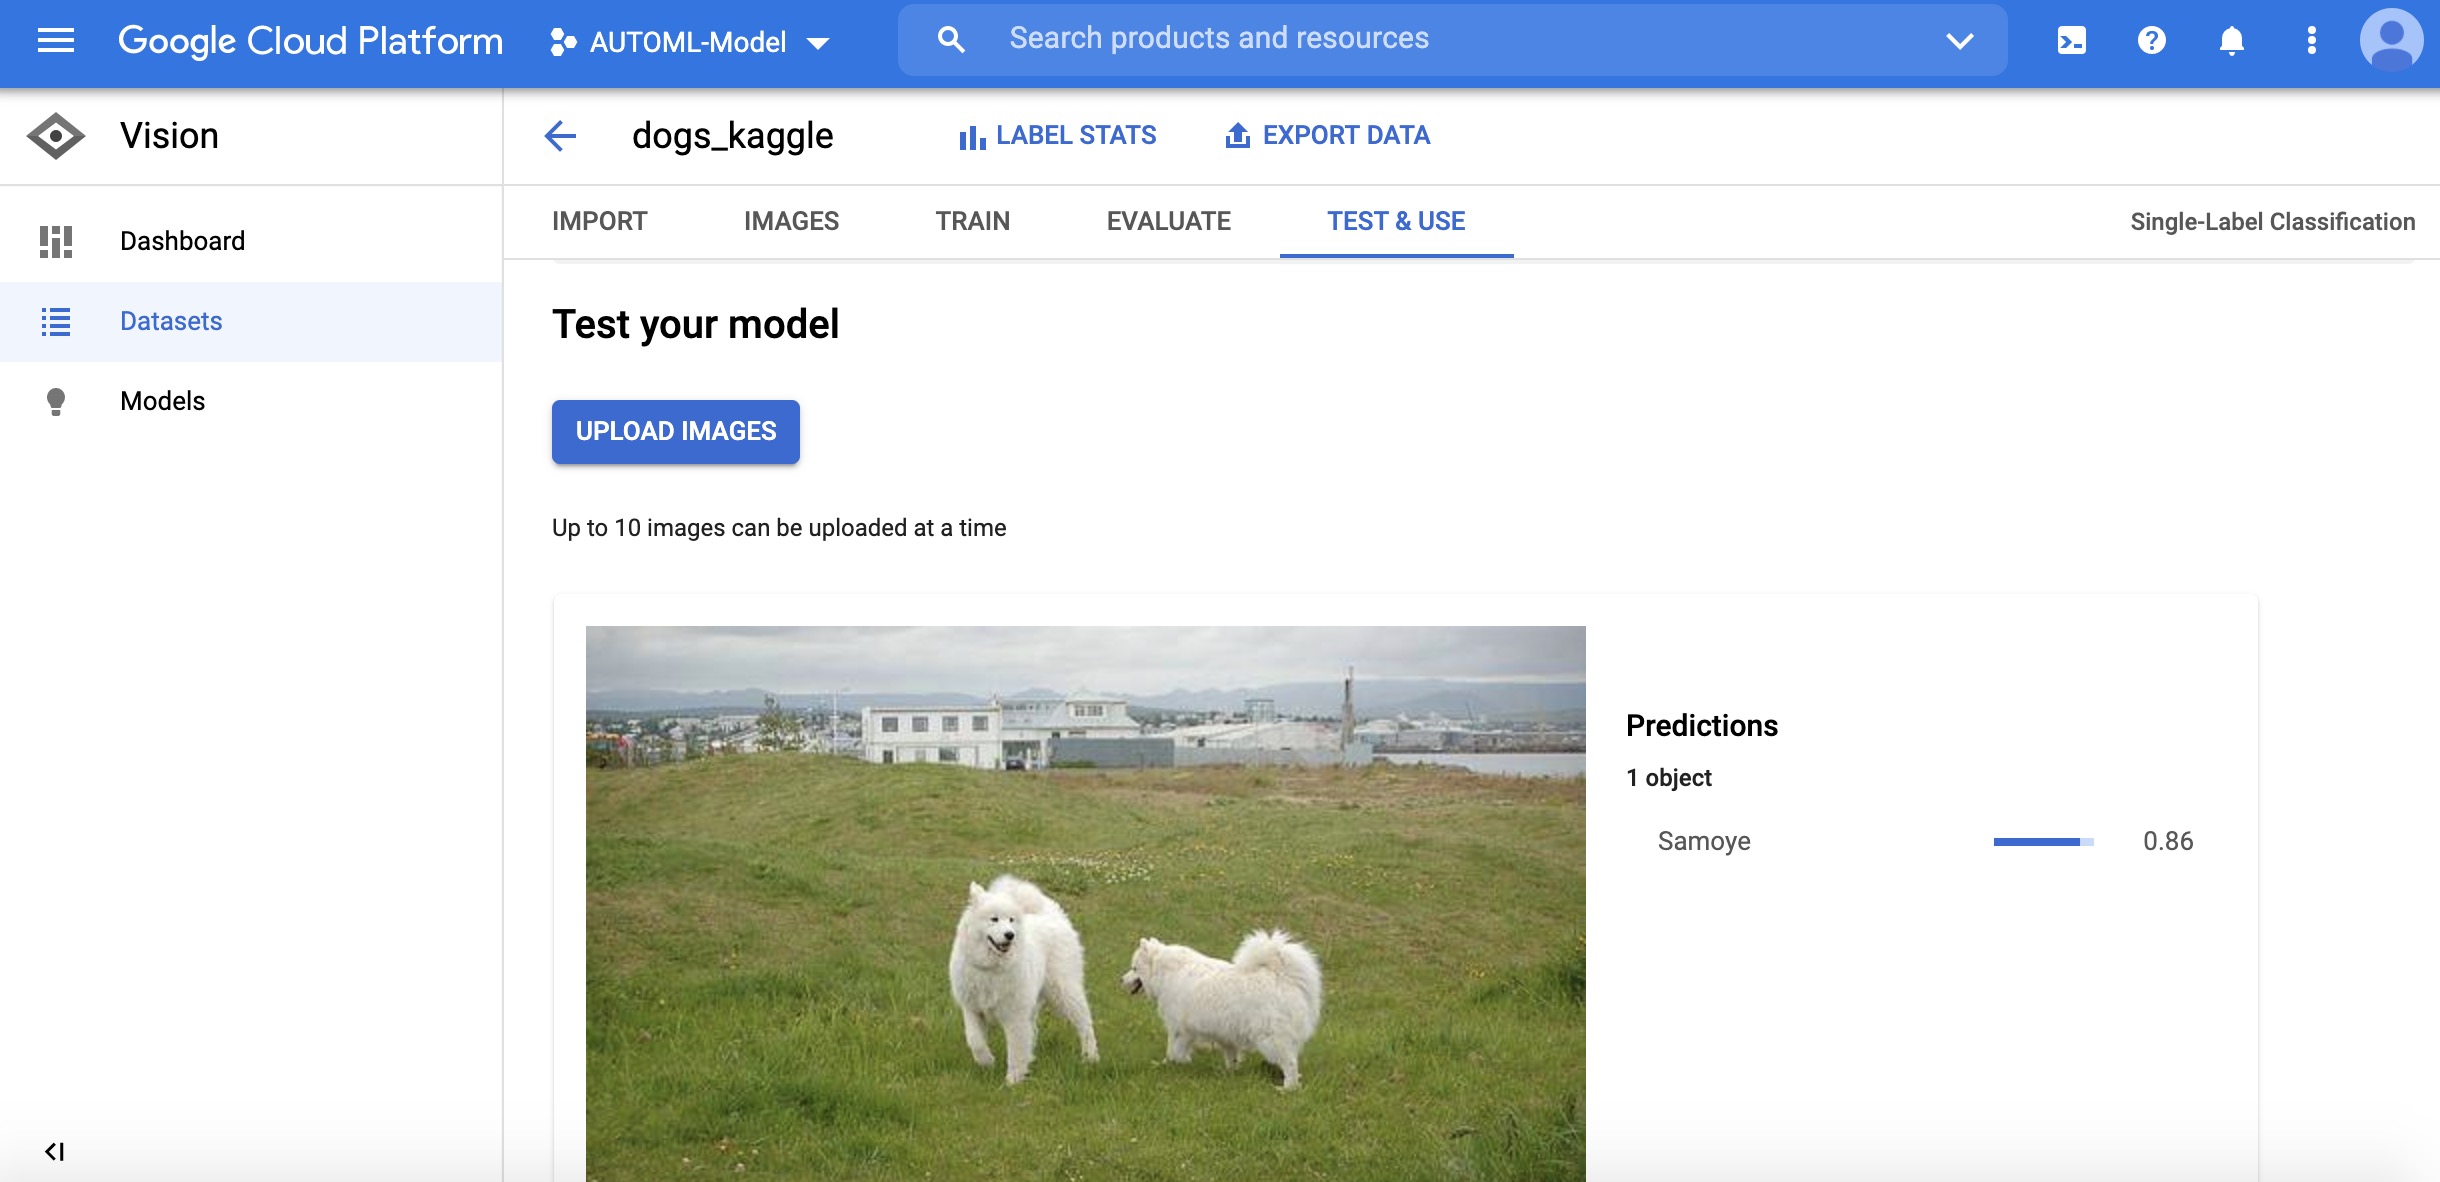 Google Cloud Platform
AUTOML-Model
Search products and resources
Vision
dogs_kaggle
LABEL STATS
EXPORT DATA
IMPORT
IMAGES
TRAIN
EVALUATE
TEST & USE
Single-Label Classification
Dashboard
Datasets
Models
Test your model
UPLOAD IMAGES
Up to 10 images can be uploaded at a time
Predictions
1 object
Samoye 0.86